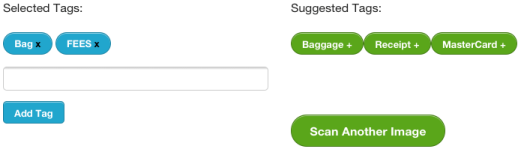 Selected Tags:
Bag x FEES x
Add Tag
Suggested Tags:
Baggage + Receipt + MasterCard +
Scan Another Image